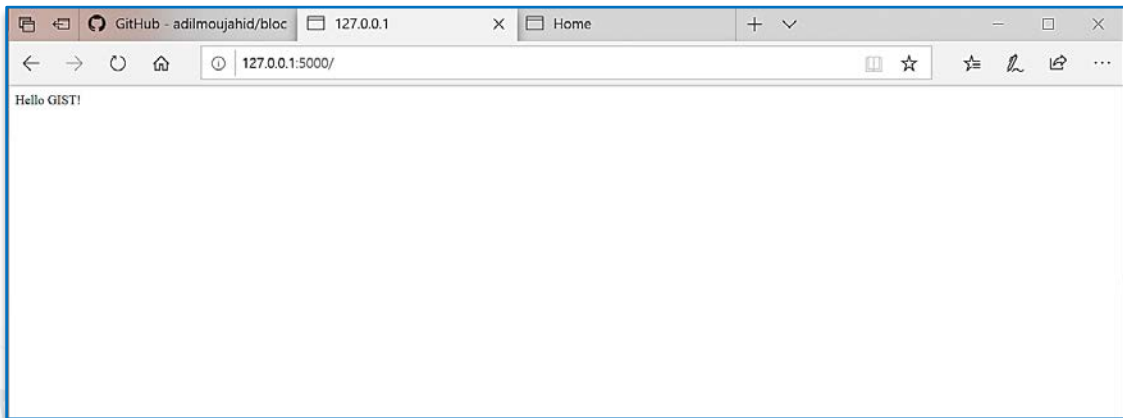 GitHub - adilmoujahid/bloc
127.0.0.1
Home
127.0.0.1:5000/
Hello GIST!